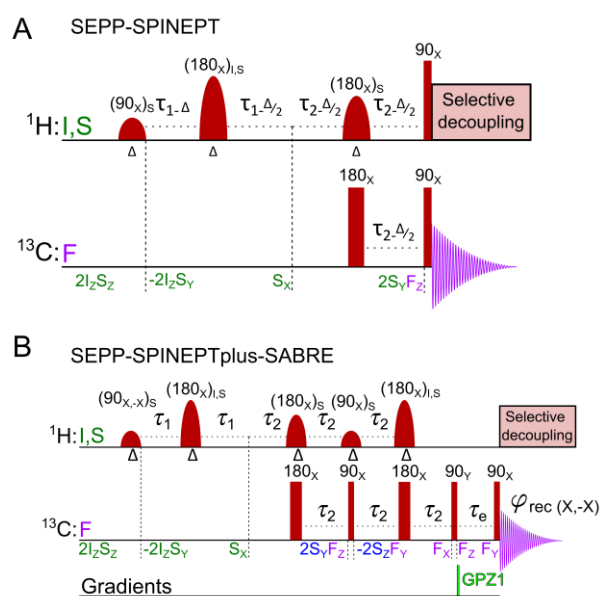 A
SEPP-SPINEPT
(180X)I,S
90X
(90X)S τ1-Δ τ1-Δ/2 τ2-Δ/2 (180X)S τ2-Δ/2
Selective
decoupling
1H: I,S
Δ Δ Δ
180X 90X
τ2-Δ/2
13C: F
2IZSZ -2IZSY SX 2SYFZ
B
SEPP-SPINEPTplus-SABRE
(90X,-X)S (180X)I,S (180X)S (90X)S (180X)I,S
τ1 τ1 τ2 τ2 τ2
Selective
decoupling
1H: I,S
Δ Δ Δ Δ Δ
180X 90X 180X 90Y 90X
τ2 τ2 τ2 τe φrec (X,-X)
13C: F
2IZSZ -2IZSY SX 2SYFZ -2SZFY FX FZ FY
GPZ1
Gradients